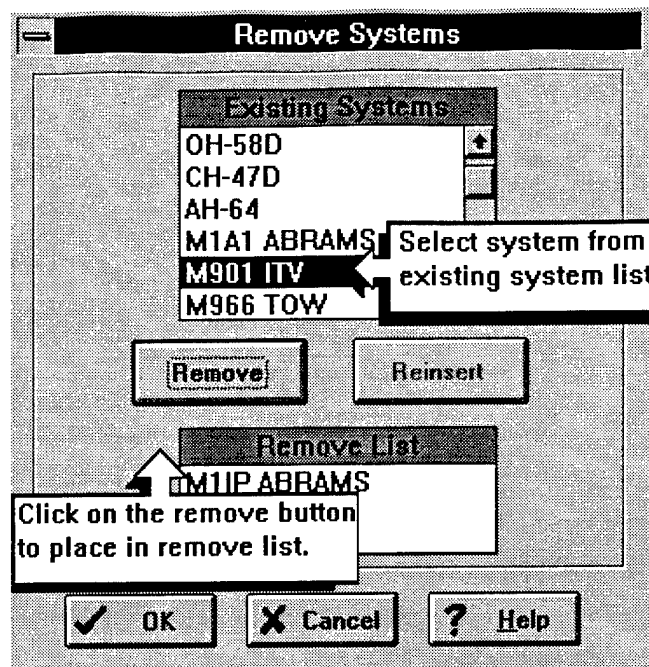 Remove Systems
Existing Systems
OH-58D
CH-47D
AH-64
M1A1 ABRAMS
M901 ITV
M966 TOW
Select system from
existing system list
Remove
Reinsert
Remove List
M1IP ABRAMS
Click on the remove button
to place in remove list.
OK
Cancel
? Help